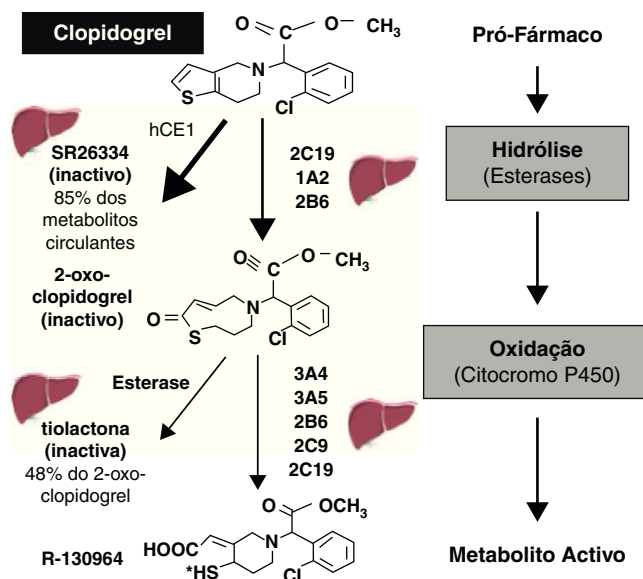 Clopidogrel
O
C
O
CH3
N
S
Cl
hCE1
SR26334
(inactivo)
85% dos
metabolitos
circulantes
2C19
1A2
2B6
2-oxo-
clopidogrel
(inactivo)
O
C
O
CH3
N
O
S
Cl
Esterase
tiolactona
(inactiva)
48% do 2-oxo-
clopidogrel
3A4
3A5
2B6
2C9
2C19
R-130964
O
OCH3
N
HOOC
*HS
Cl
Pró-Fármaco
Hidrólise
(Esterases)
Oxidação
(Citocromo P450)
Metabolito Activo